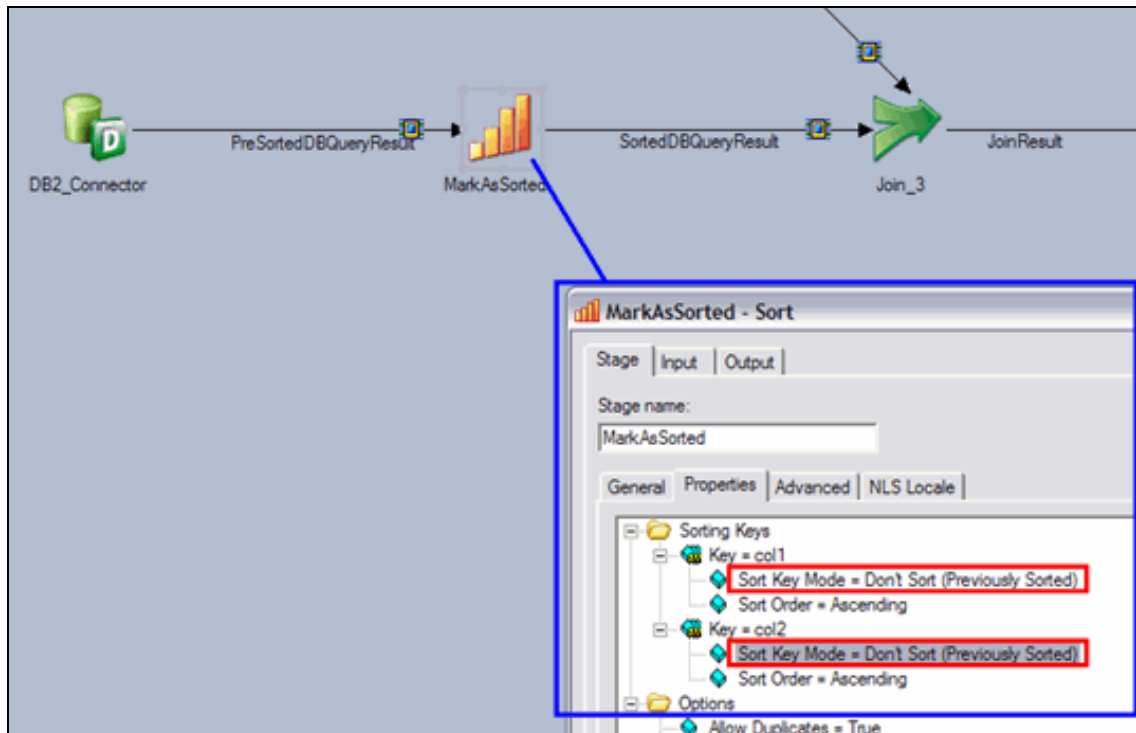 PreSortedDBQueryResult
SortedDBQueryResult
JoinResult
DB2_Connector
MarkAsSorted
Join_3
MarkAsSorted - Sort
Stage Input Output
Stage name:
MarkAsSorted
General Properties Advanced NLS Locale
Sorting Keys
Key = col1
Sort Key Mode = Don't Sort (Previously Sorted)
Sort Order = Ascending
Key = col2
Sort Key Mode = Don't Sort (Previously Sorted)
Sort Order = Ascending
Options
Allow Duplicates = True